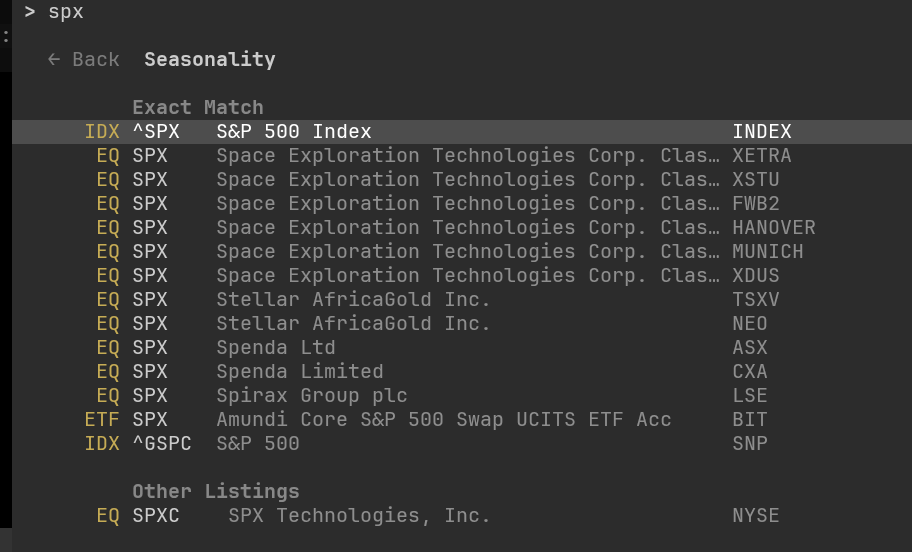 > spx
:
← Back Seasonality
Exact Match
IDX ^SPX S&P 500 Index INDEX
EQ SPX Space Exploration Technologies Corp. Clas… XETRA
EQ SPX Space Exploration Technologies Corp. Clas… XSTU
EQ SPX Space Exploration Technologies Corp. Clas… FWB2
EQ SPX Space Exploration Technologies Corp. Clas… HANOVER
EQ SPX Space Exploration Technologies Corp. Clas… MUNICH
EQ SPX Space Exploration Technologies Corp. Clas… XDUS
EQ SPX Stellar AfricaGold Inc. TSXV
EQ SPX Stellar AfricaGold Inc. NEO
EQ SPX Spenda Ltd ASX
EQ SPX Spenda Limited CXA
EQ SPX Spirax Group plc LSE
ETF SPX Amundi Core S&P 500 Swap UCITS ETF Acc BIT
IDX ^GSPC S&P 500 SNP
Other Listings
EQ SPXC SPX Technologies, Inc. NYSE